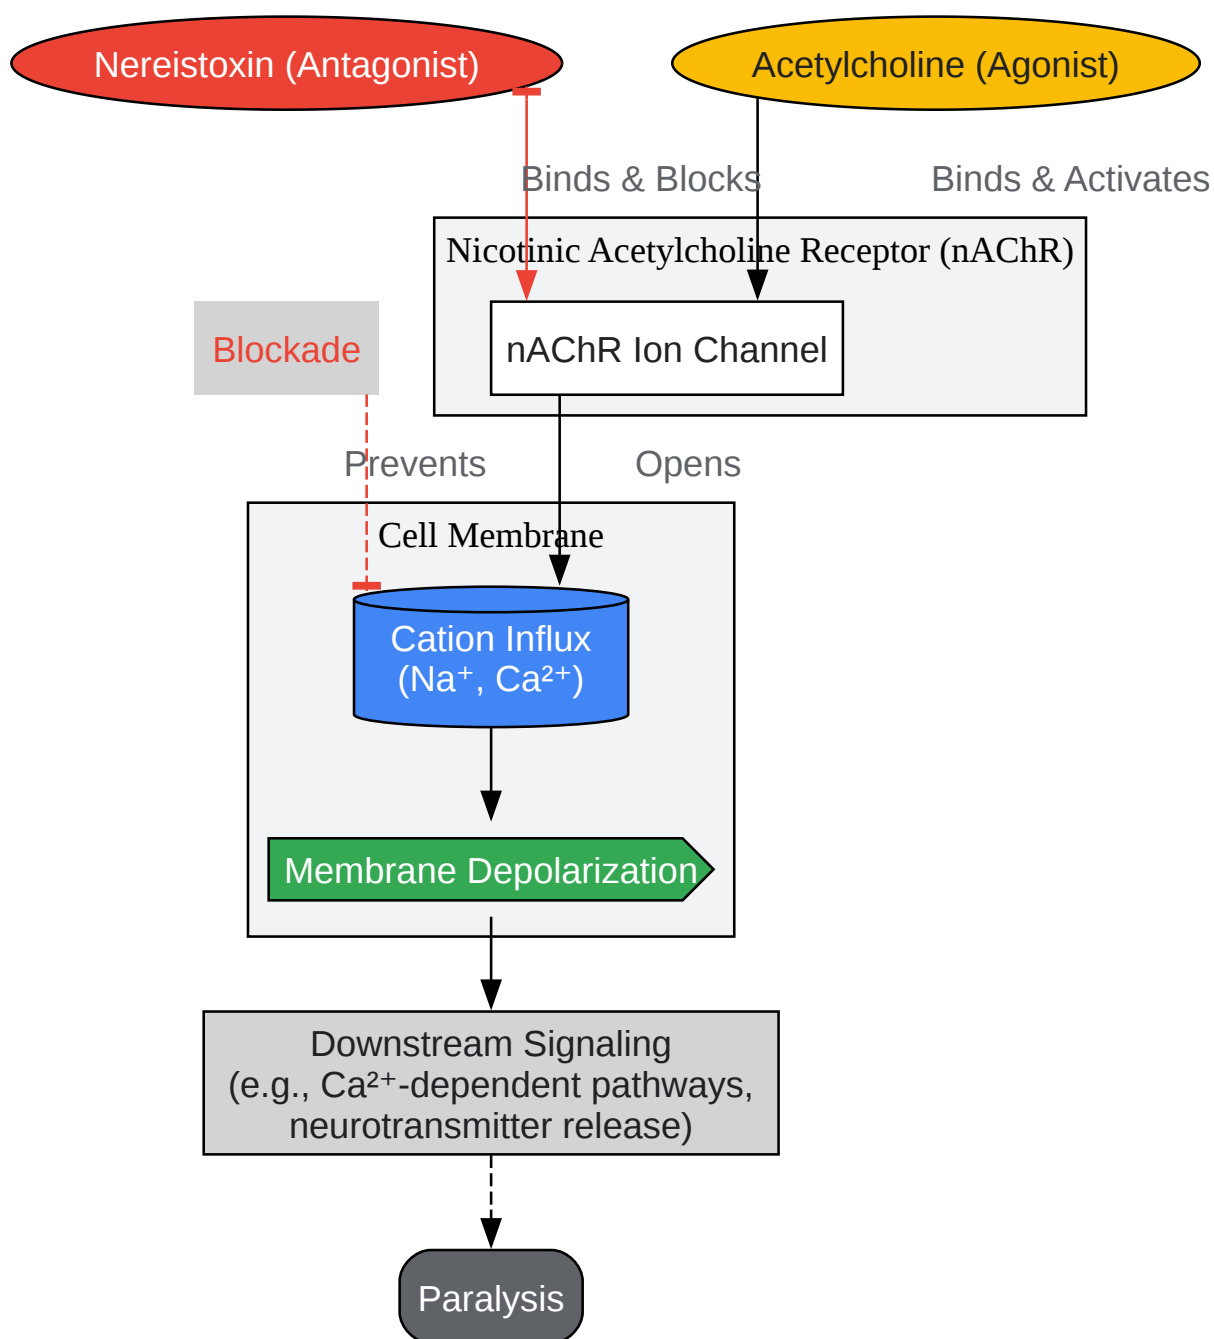 Nereistoxin (Antagonist)
Acetylcholine (Agonist)
Binds & Blocks
Binds & Activates
Nicotinic Acetylcholine Receptor (nAChR)
Blockade
nAChR Ion Channel
Prevents
Opens
Cell Membrane
Cation Influx
(Na⁺, Ca²⁺)
Membrane Depolarization
Downstream Signaling
(e.g., Ca²⁺-dependent pathways,
neurotransmitter release)
Paralysis